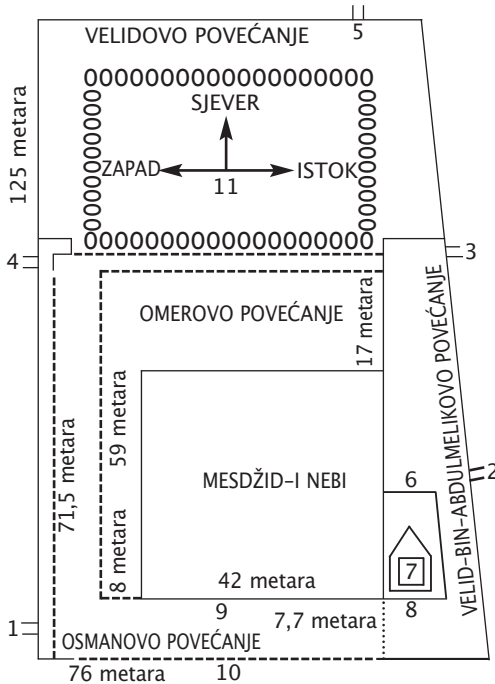 VELIDOVO POVEĆANJE
5
125 metara
SJEVER
ZAPAD
ISTOK
11
4
3
OMEROVO POVEĆANJE
17 metara
VELID-BIN-ABDULMELIKOVO POVEĆANJE
59 metara
71,5 metara
MESDŽID-I NEBI
6
2
7
8 metara
42 metara
8
9
7,7 metara
1
OSMANOVO POVEĆANJE
76 metara
10